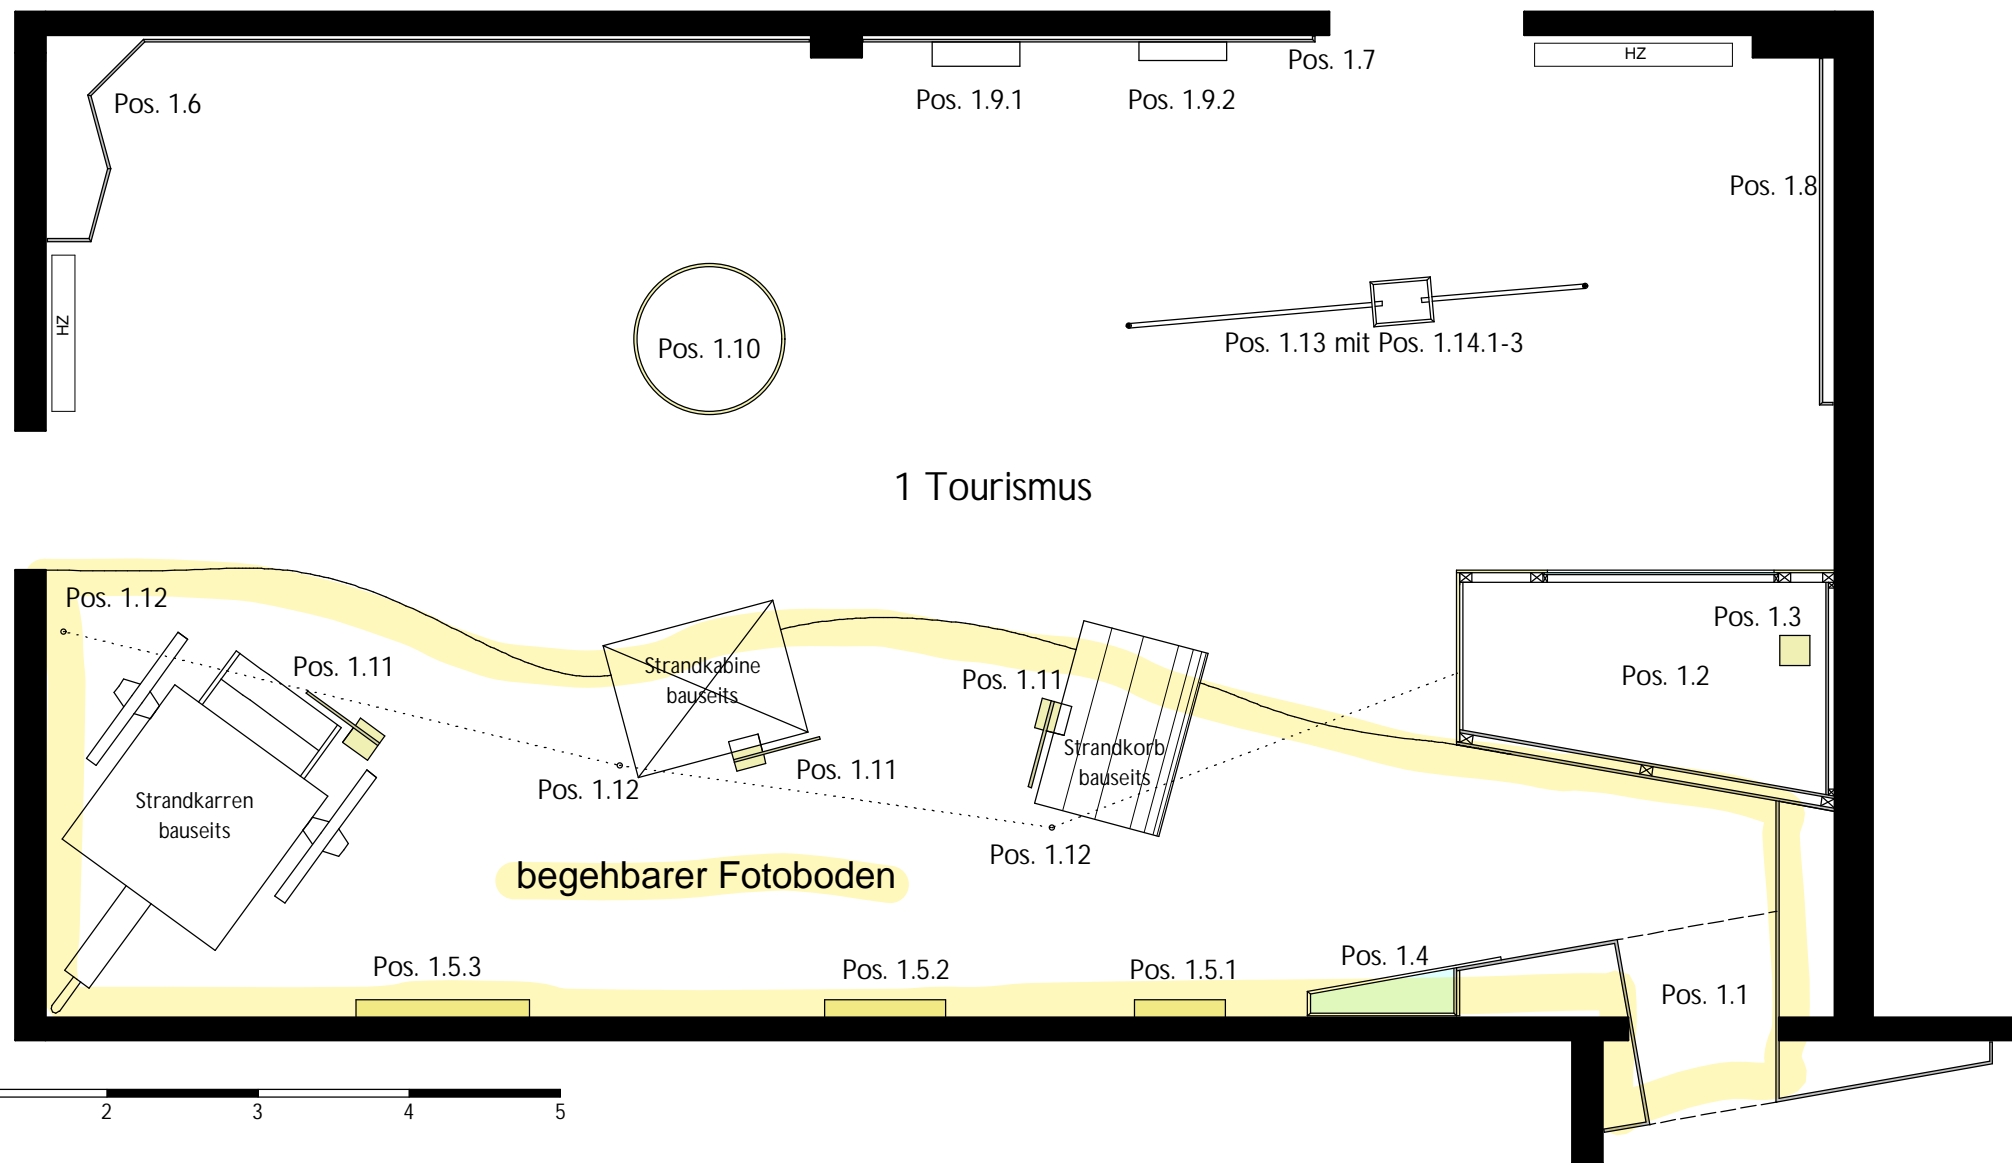 HZ
Pos. 1.7
Pos. 1.6
Pos. 1.9.1
Pos. 1.9.2
Pos. 1.8
HZ
Pos. 1.10
Pos. 1.13 mit Pos. 1.14.1-3
1 Tourismus
Pos. 1.12
Pos. 1.3
Pos. 1.11
Strandkabine
bauseits
Pos. 1.11
Pos. 1.2
Strandkorb
bauseits
Pos. 1.11
Pos. 1.12
Strandkarren
bauseits
Pos. 1.12
begehbarer Fotoboden
Pos. 1.5.3
Pos. 1.5.2
Pos. 1.5.1
Pos. 1.4
Pos. 1.1
2 3 4 5